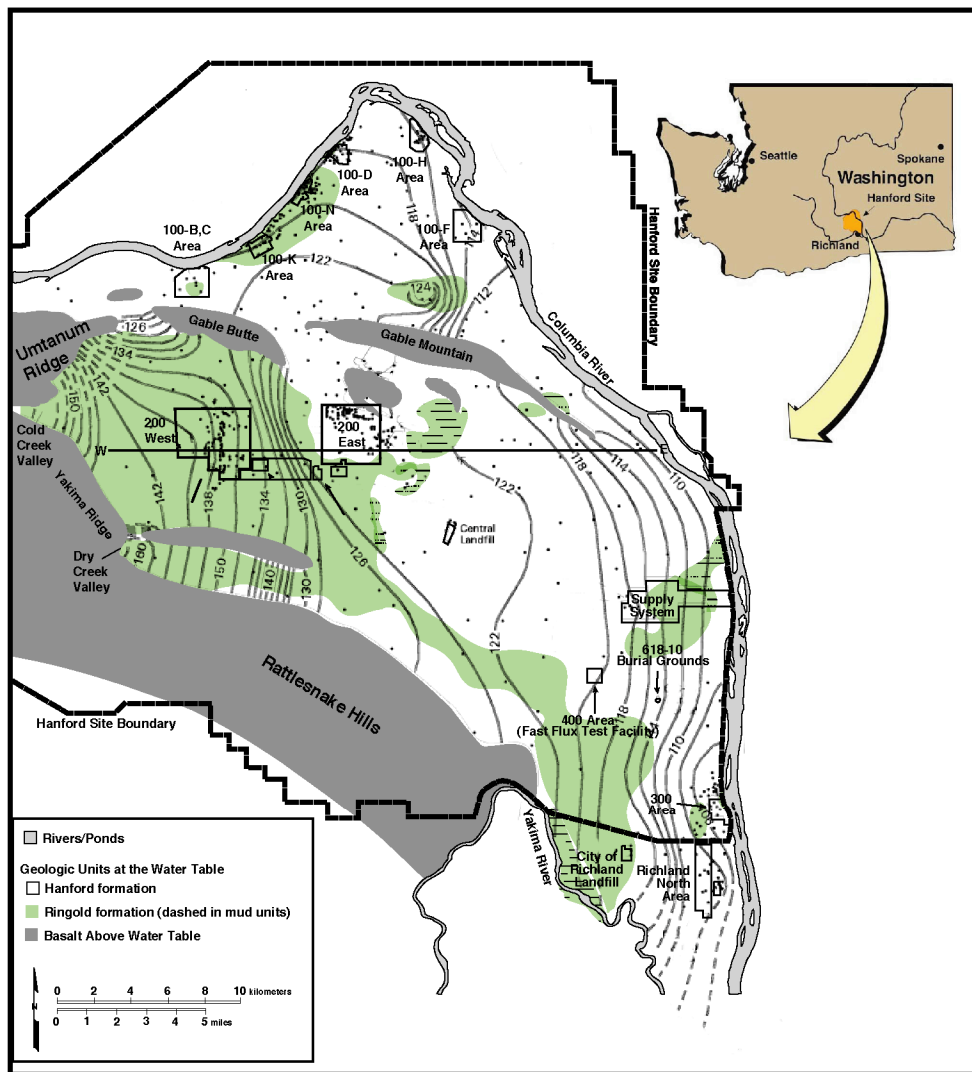 Seattle
Spokane
Washington
Hanford Site
Richland
100-H
Area
100-D
Area
118
Hanford Site Boundary
100-N
Area
100-F
Area
114
100-B,C
Area
100-K
Area
122
124
112
Columbia River
126
Gable Butte
Gable Mountain
Umtanum
Ridge
134
142
150
200
West
200
East
Cold
Creek
Valley
W
E
118
114
110
Yakima Ridge
142
138
134
130
122
Central
Landfill
126
Dry
Creek
Valley
160
150
140
130
122
Supply
System
618-10
Burial Grounds
Rattlesnake Hills
118
114
110
Hanford Site Boundary
400 Area
(Fast Flux Test Facility)
300
Area
Yakima River
City of
Richland
Landfill
Richland
North
Area
Rivers/Ponds
Geologic Units at the Water Table
Hanford formation
Ringold formation (dashed in mud units)
Basalt Above Water Table
N
0 2 4 6 8 10 kilometers
0 1 2 3 4 5 miles